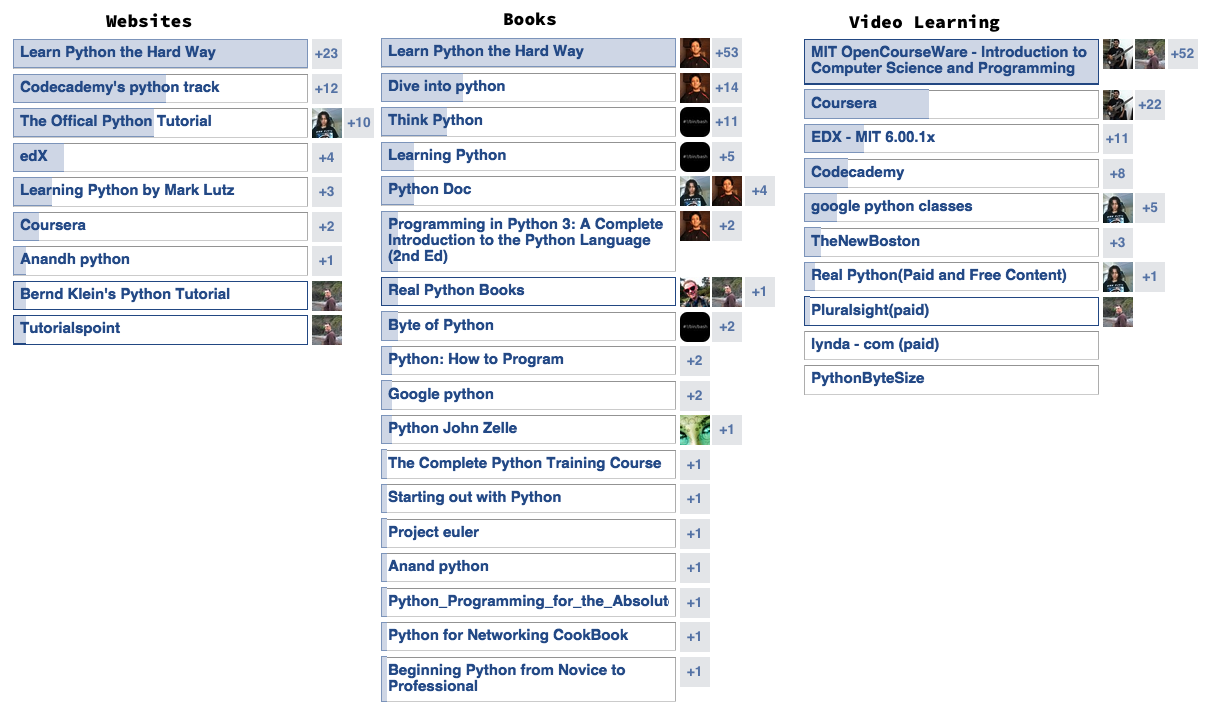 Websites
Learn Python the Hard Way
+23
Codecademy's python track
+12
The Offical Python Tutorial
+10
edX
+4
Learning Python by Mark Lutz
+3
Coursera
+2
Anandh python
+1
Bernd Klein's Python Tutorial
Tutorialspoint
Books
Learn Python the Hard Way
+53
Dive into python
+14
Think Python
+11
Learning Python
+5
Python Doc
+4
Programming in Python 3: A Complete
Introduction to the Python Language
(2nd Ed)
+2
Real Python Books
+1
Byte of Python
+2
Python: How to Program
+2
Google python
+2
Python John Zelle
+1
The Complete Python Training Course
+1
Starting out with Python
+1
Project euler
+1
Anand python
+1
Python_Programming_for_the_Absolut
+1
Python for Networking CookBook
+1
Beginning Python from Novice to
Professional
+1
Video Learning
MIT OpenCourseWare - Introduction to
Computer Science and Programming
+52
Coursera
+22
EDX - MIT 6.00.1x
+11
Codecademy
+8
google python classes
+5
TheNewBoston
+3
Real Python(Paid and Free Content)
+1
Pluralsight(paid)
lynda - com (paid)
PythonByteSize